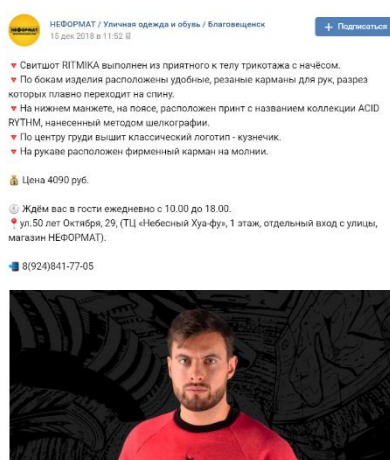 НЕФОРМАТ
НЕФОРМАТ / Уличная одежда и обувь / Благовещенск
15 дек 2018 в 11:52
+ Подписаться
Свитшот RITMIKA выполнен из приятного к телу трикотажа с начёсом.
По бокам изделия расположены удобные, резаные карманы для рук, разрез
которых плавно переходит на спину.
На нижнем манжете, на поясе, расположен принт с названием коллекции ACID
RYTHM, нанесенный методом шелкографии.
По центру груди вышит классический логотип - кузнечик.
На рукаве расположен фирменный карман на молнии.
Цена 4090 руб.
Ждём вас в гости ежедневно с 10.00 до 18.00.
ул.50 лет Октября, 29, (ТЦ «Небесный Хуа-фу», 1 этаж, отдельный вход с улицы,
магазин НЕФОРМАТ).
8(924)841-77-05